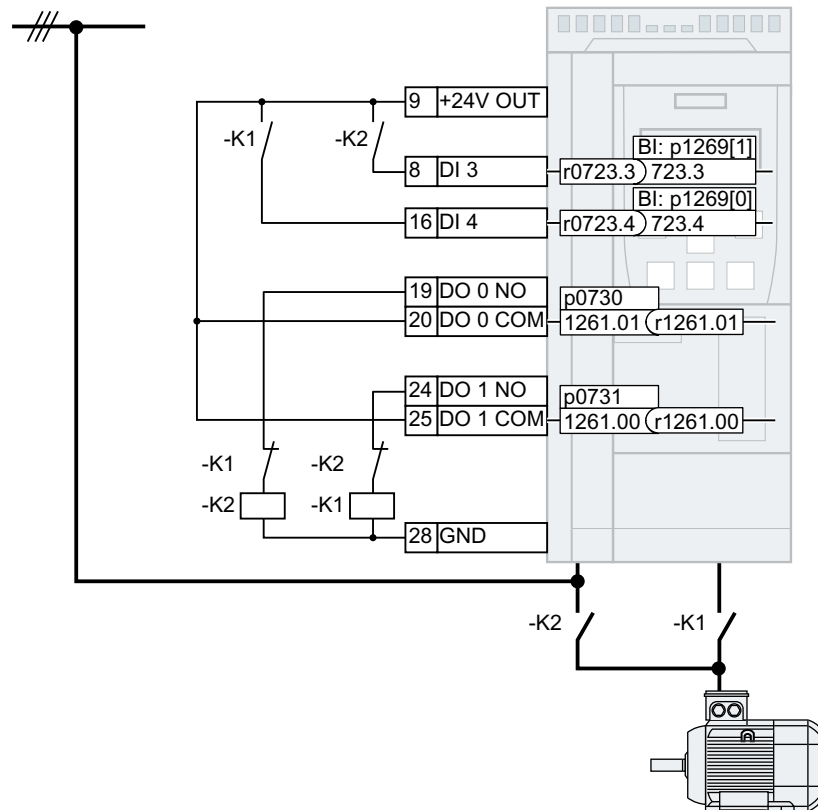 9 +24V OUT
-K1 -K2
BI: p1269[1]
8 DI 3 r0723.3 723.3
BI: p1269[0]
16 DI 4 r0723.4 723.4
19 DO 0 NO
p0730
20 DO 0 COM 1261.01 r1261.01
24 DO 1 NO
p0731
25 DO 1 COM 1261.00 r1261.00
-K1 -K2
-K2 -K1
28 GND
-K2 -K1